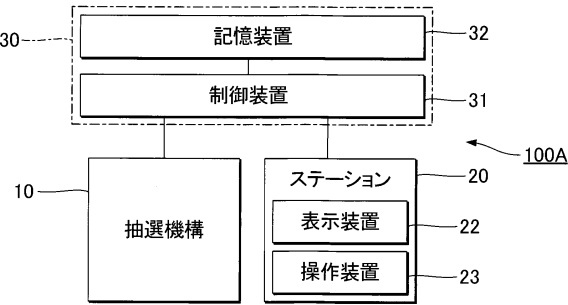 30
記憶装置
32
制御装置
31
100A
10
抽選機構
ステーション
20
表示装置
22
操作装置
23